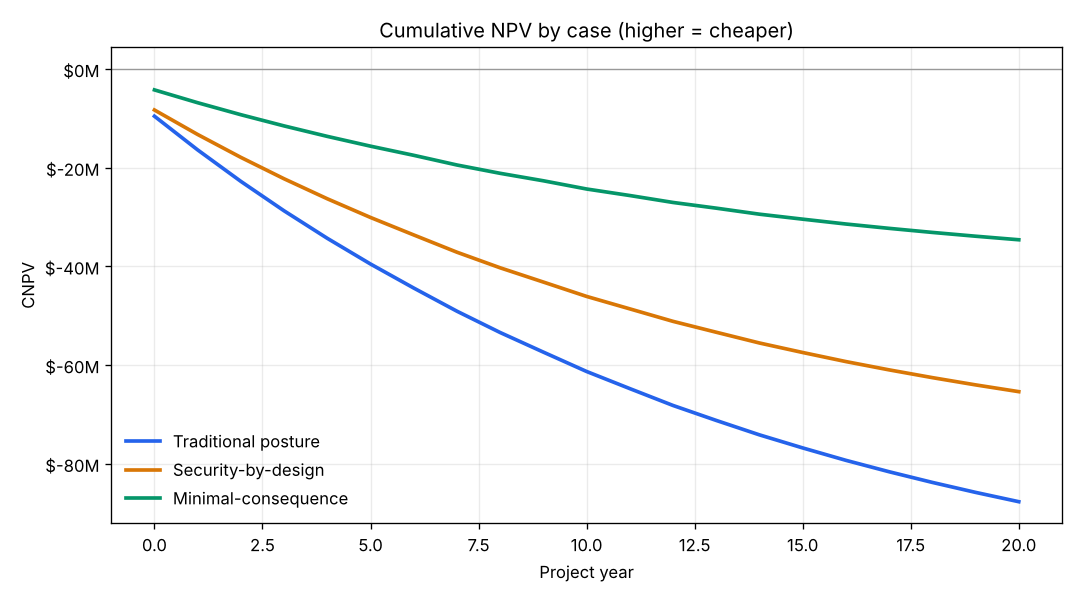 Cumulative NPV by case (higher = cheaper)
$0M
$-20M
$-40M
$-60M
$-80M
CNPV
Traditional posture
Security-by-design
Minimal-consequence
0.0 2.5 5.0 7.5 10.0 12.5 15.0 17.5 20.0
Project year